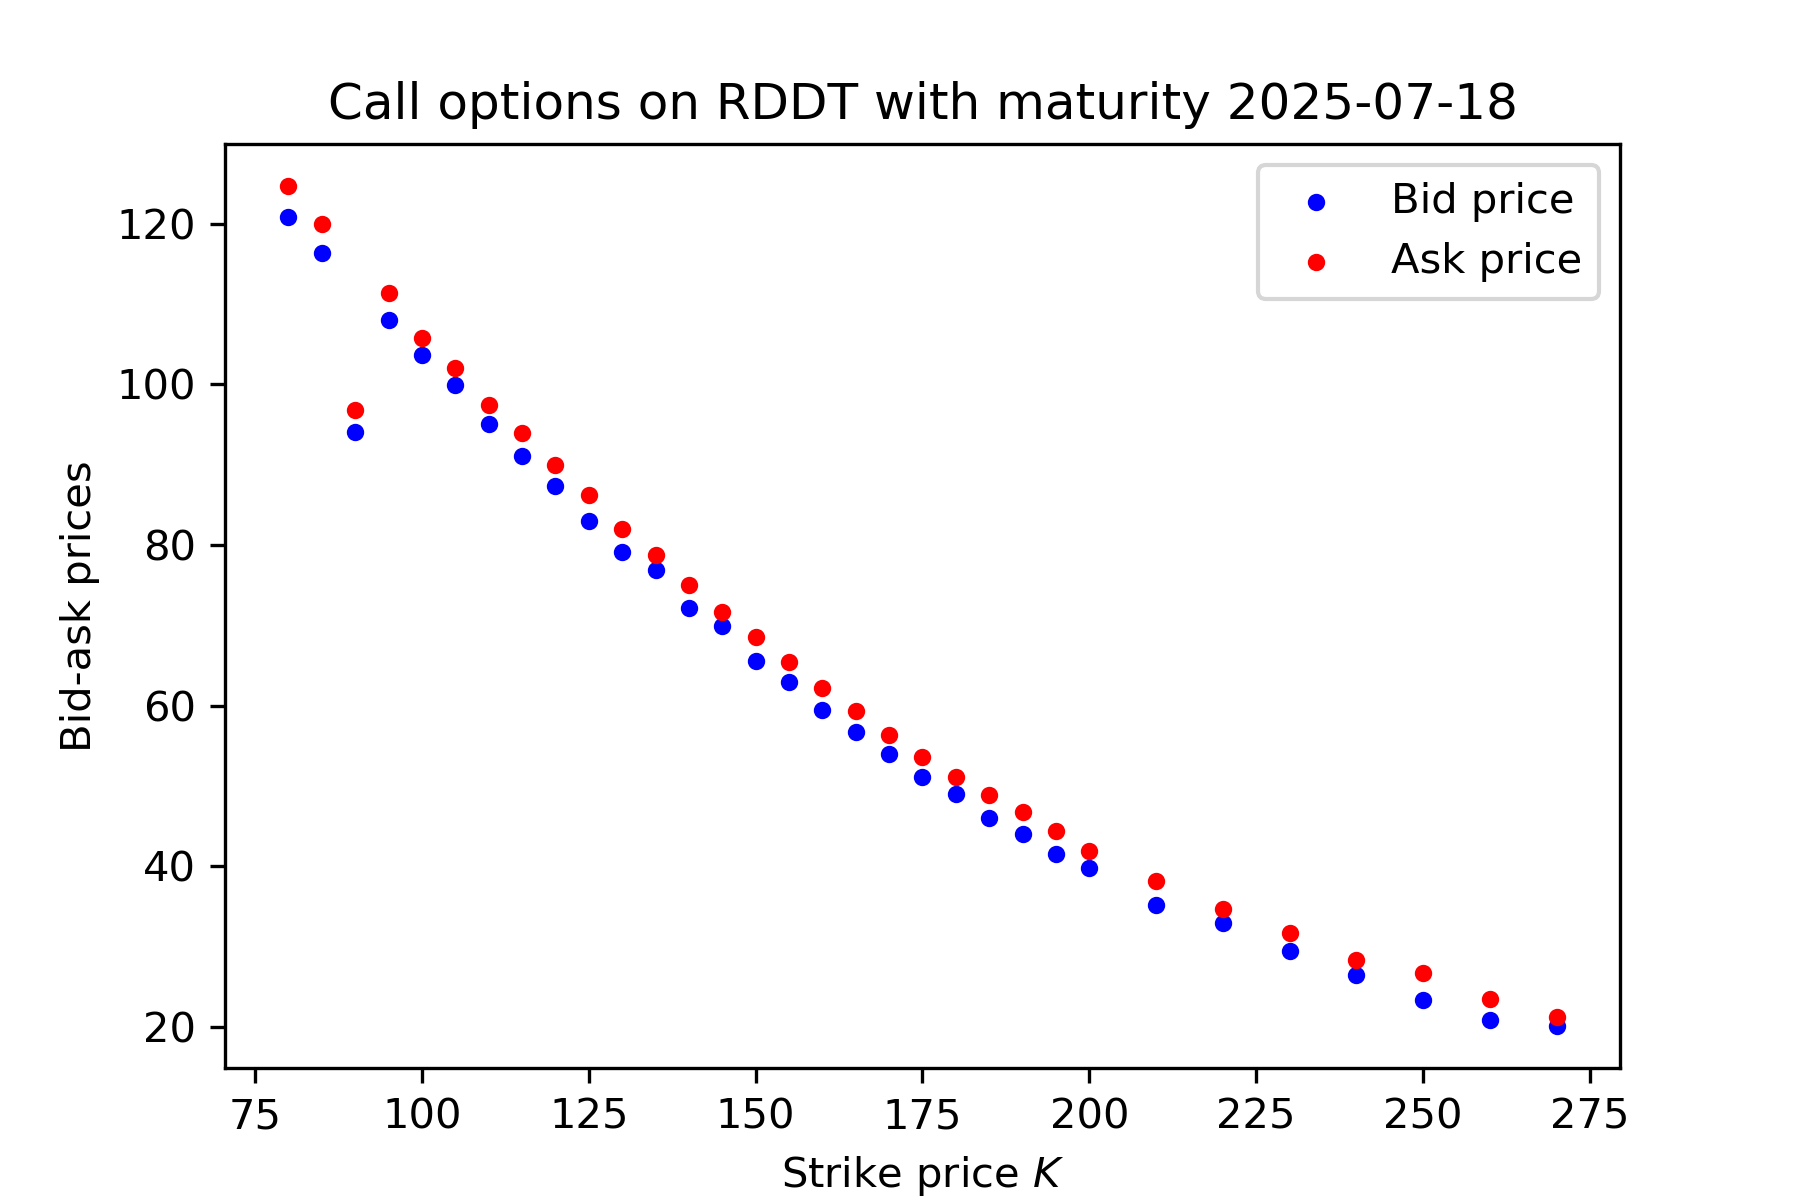 Call options on RDDT with maturity 2025-07-18
Bid price
Ask price
120
100
80
60
40
20
Bid-ask prices
75 100 125 150 175 200 225 250 275
Strike price K